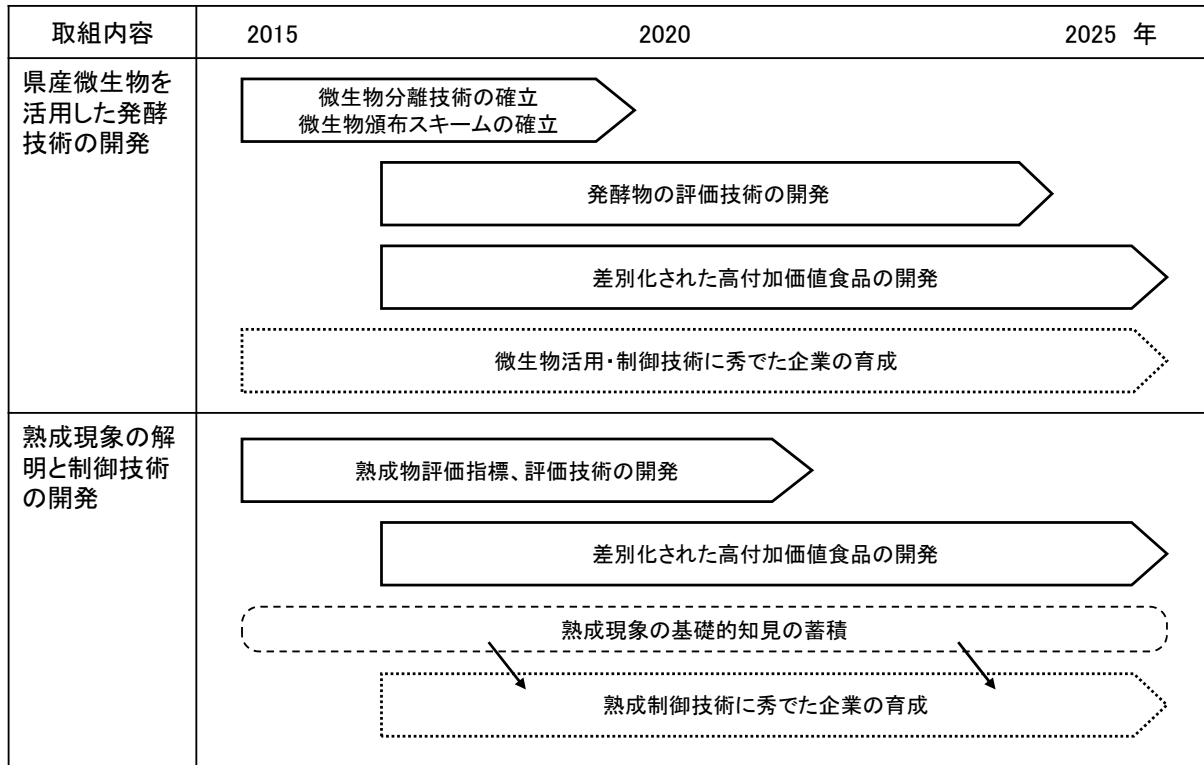 取組内容
2015 2020 2025 年
県産微生物を
活用した発酵
技術の開発
微生物分離技術の確立
微生物頒布スキームの確立
発酵物の評価技術の開発
差別化された高付加価値食品の開発
微生物活用・制御技術に秀でた企業の育成
熟成現象の解
明と制御技術
の開発
熟成物評価指標、評価技術の開発
差別化された高付加価値食品の開発
熟成現象の基礎的知見の蓄積
熟成制御技術に秀でた企業の育成